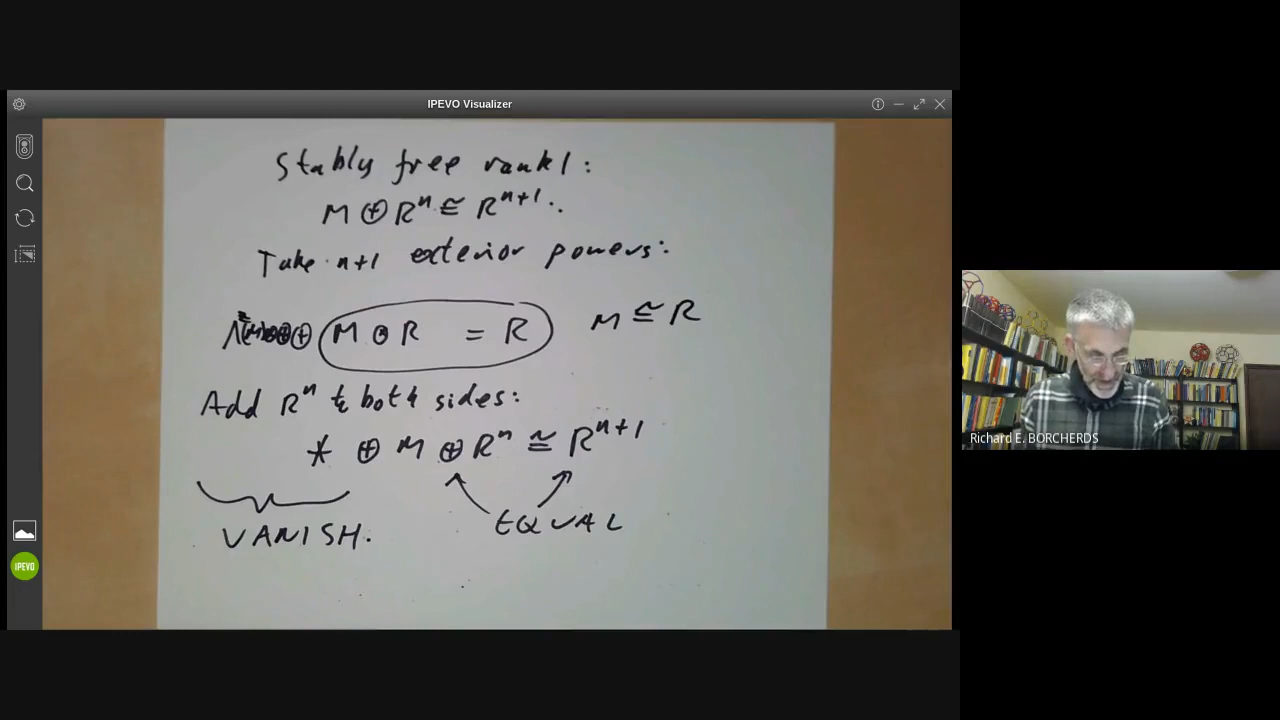 IPEVO Visualizer
Stably free rank 1:
M ⊕ Rⁿ ≅ Rⁿ⁺¹.
Take n+1 exterior powers:
M ⊗ R = R M ≅ R
Add Rⁿ to both sides:
* ⊕ M ⊕ Rⁿ ≅ Rⁿ⁺¹
VANISH. EQUAL
IPEVO
Richard E. BORCHERDS